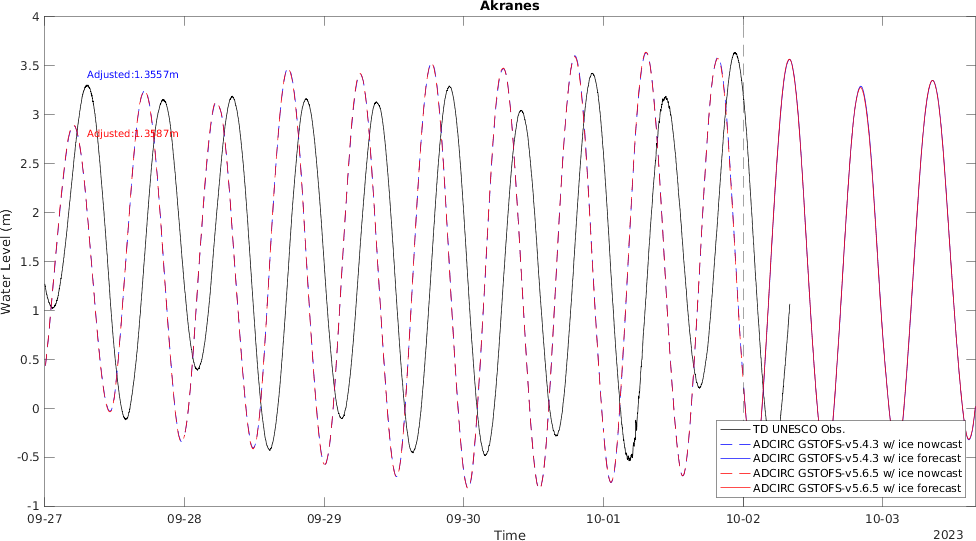 Akranes
4
3.5
3
2.5
2
1.5
1
0.5
0
-0.5
-1
Water Level (m)
Adjusted:1.3557m
Adjusted:1.3587m
TD UNESCO Obs.
ADCIRC GSTOFS-v5.4.3 w/ ice nowcast
ADCIRC GSTOFS-v5.4.3 w/ ice forecast
ADCIRC GSTOFS-v5.6.5 w/ ice nowcast
ADCIRC GSTOFS-v5.6.5 w/ ice forecast
09-27 09-28 09-29 09-30 10-01 10-02 10-03
Time
2023